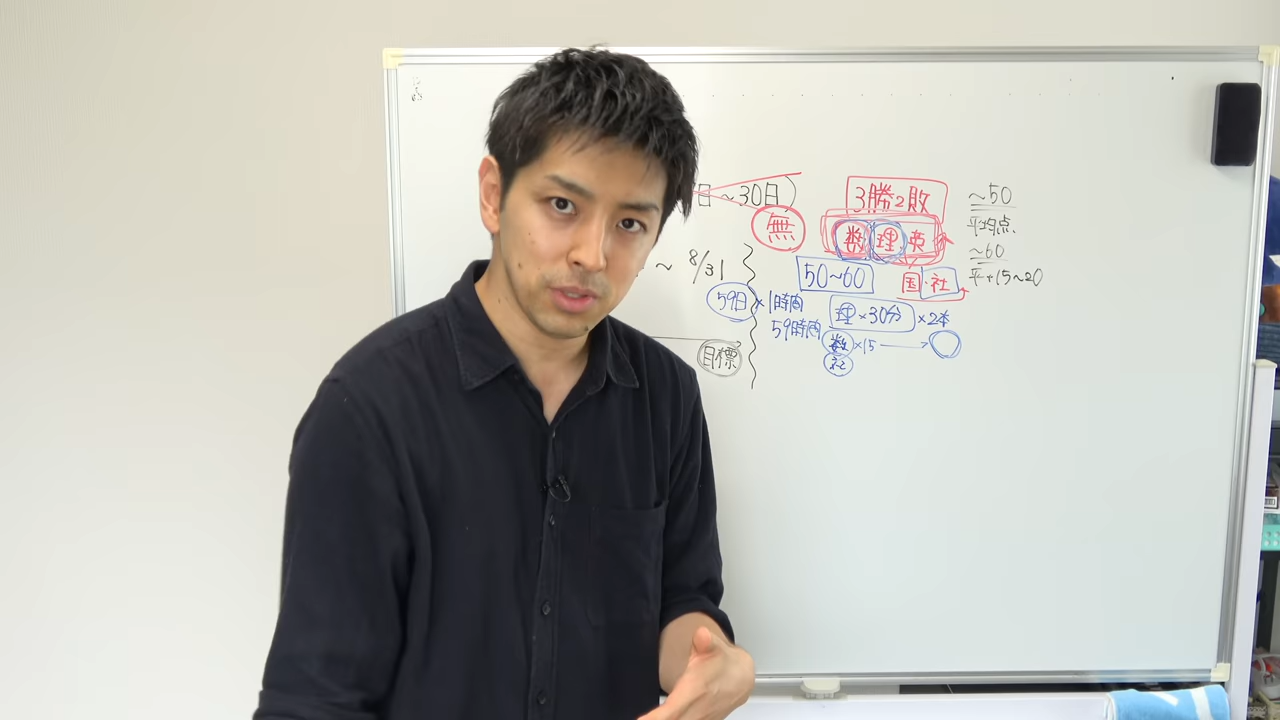 日~30日)
無
~ 8/31
59日 × 1時間
59時間
目標
3勝2敗
数 理 英
50~60
国・社
理×30分 ×2本
数×15
社
~50
平均点、
~60
平+15~20